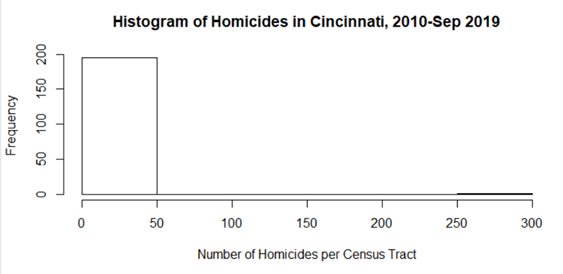 Histogram of Homicides in Cincinnati, 2010-Sep 2019
Frequency
200
150
100
50
0
0 50 100 150 200 250 300
Number of Homicides per Census Tract